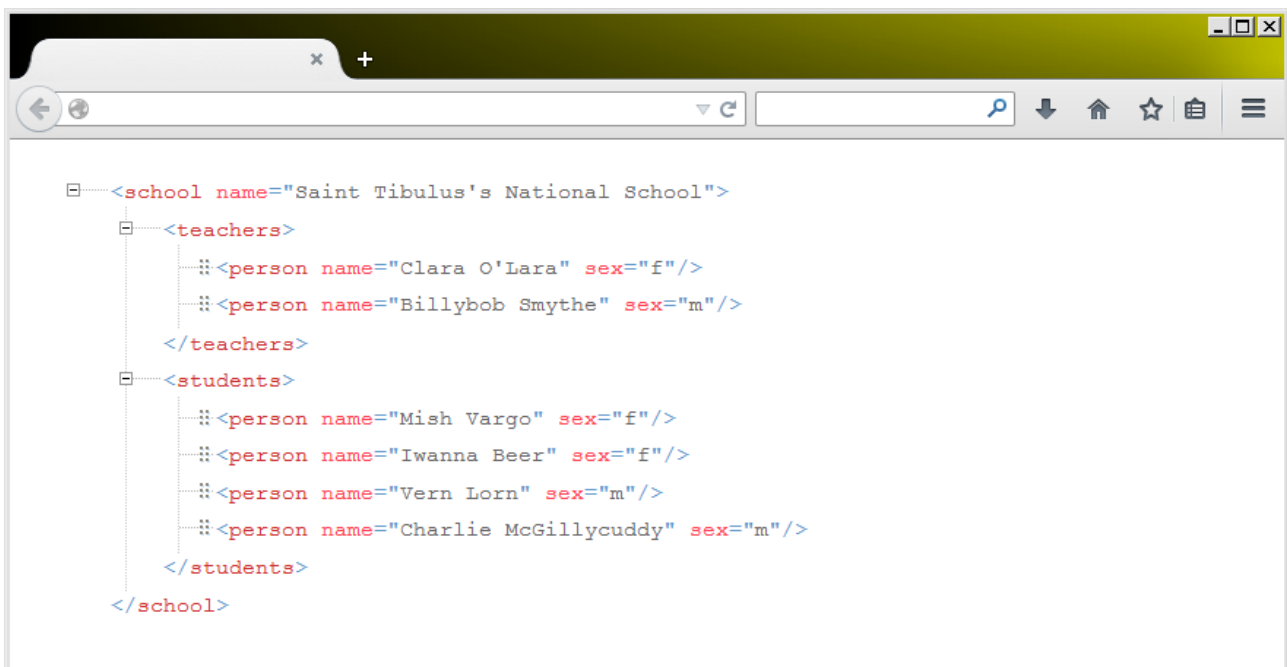 <school name="Saint Tibulus's National School">
<teachers>
<person name="Clara O'Lara" sex="f"/>
<person name="Billybob Smythe" sex="m"/>
</teachers>
<students>
<person name="Mish Vargo" sex="f"/>
<person name="Iwanna Beer" sex="f"/>
<person name="Vern Lorn" sex="m"/>
<person name="Charlie McGillycuddy" sex="m"/>
</students>
</school>